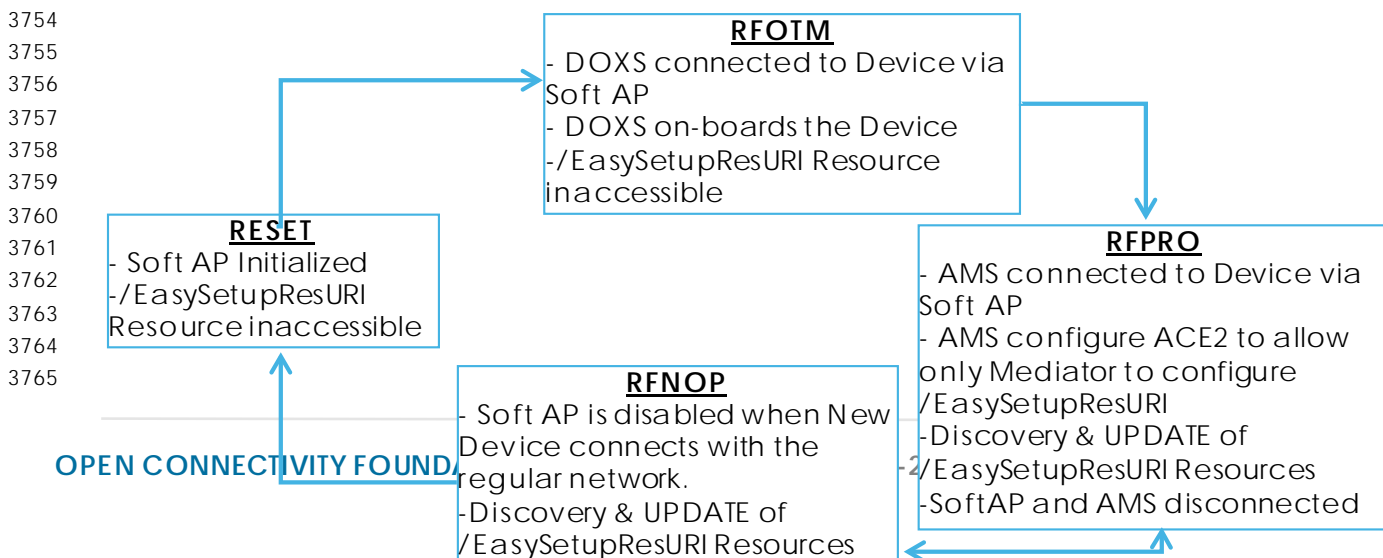 3754
3755
3756
3757
3758
3759
3760
3761
3762
3763
3764
3765
RFOTM
- DOXS connected to Device via
Soft AP
- DOXS on-boards the Device
-/EasySetupResURI Resource
inaccessible
RESET
- Soft AP Initialized
-/EasySetupResURI
Resource inaccessible
RFPRO
- AMS connected to Device via
Soft AP
- AMS configure ACE2 to allow
only Mediator to configure
/EasySetupResURI
-Discovery & UPDATE of
/EasySetupResURI Resources
-SoftAP and AMS disconnected
RFNOP
- Soft AP is disabled when New
Device connects with the
regular network.
-Discovery & UPDATE of
/EasySetupResURI Resources
OPEN CONNECTIVITY